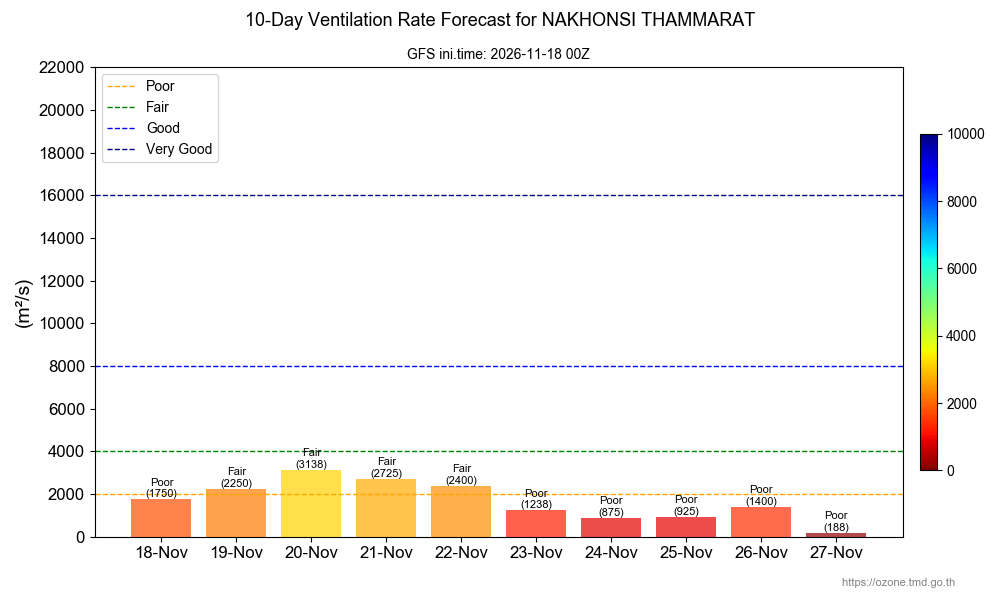 10-Day Ventilation Rate Forecast for NAKHONSI THAMMARAT
GFS ini.time: 2026-11-18 00Z
(m²/s)
22000
20000
18000
16000
14000
12000
10000
8000
6000
4000
2000
0
Poor
Fair
Good
Very Good
Poor
(1750)
Fair
(2250)
Fair
(3138)
Fair
(2725)
Fair
(2400)
Poor
(1238)
Poor
(875)
Poor
(925)
Poor
(1400)
Poor
(188)
18-Nov 19-Nov 20-Nov 21-Nov 22-Nov 23-Nov 24-Nov 25-Nov 26-Nov 27-Nov
10000
8000
6000
4000
2000
0
https://ozone.tmd.go.th